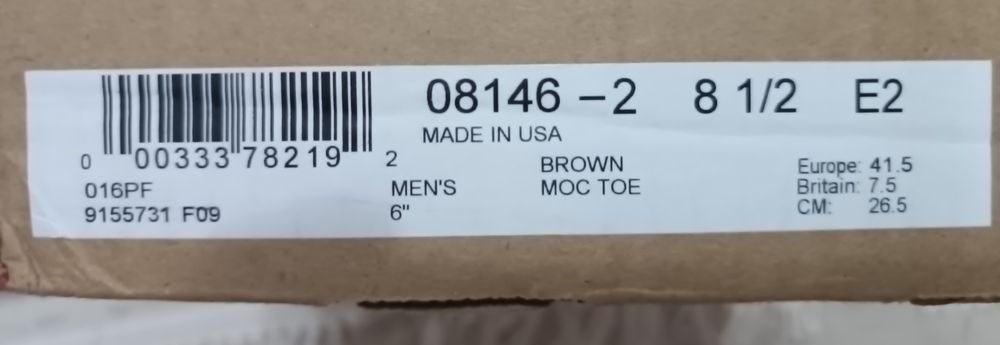 08146 –2 8 1/2 E2
MADE IN USA
0 00333 78219 2
016PF
9155731 F09
MEN'S
6"
BROWN
MOC TOE
Europe: 41.5
Britain: 7.5
CM: 26.5